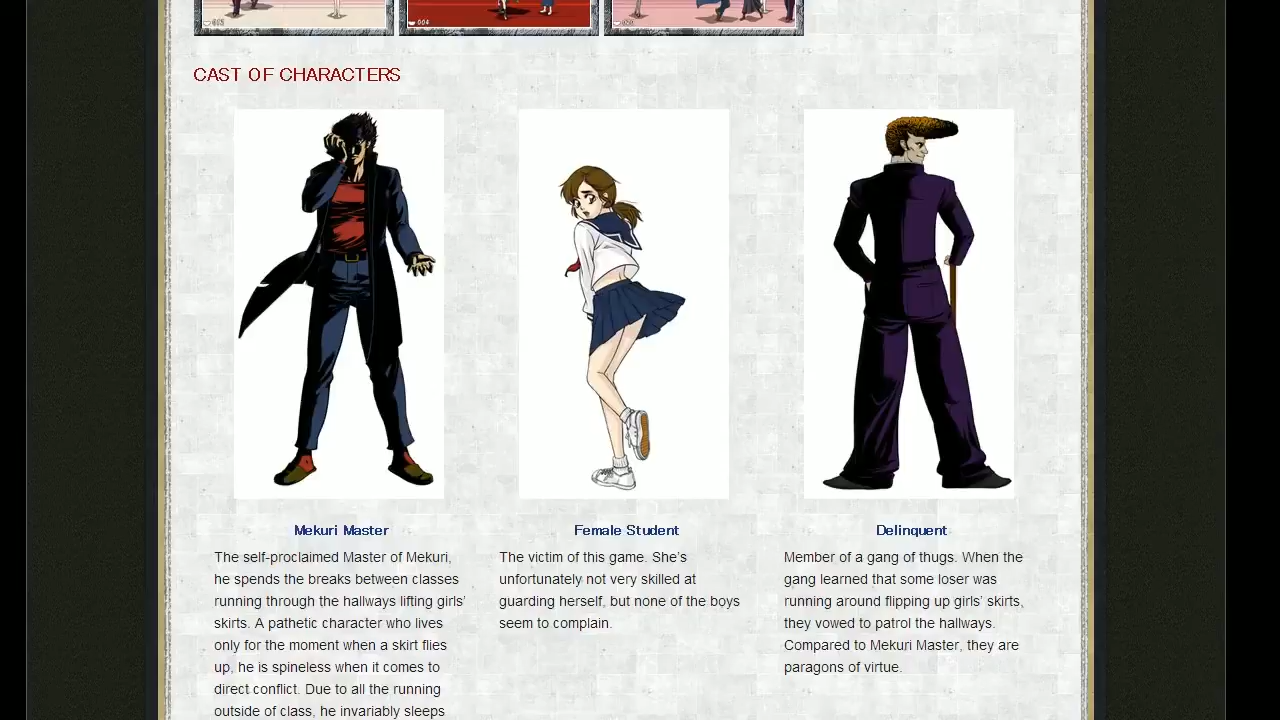 004
CAST OF CHARACTERS
Mekuri Master
The self-proclaimed Master of Mekuri,
he spends the breaks between classes
running through the hallways lifting girls'
skirts. A pathetic character who lives
only for the moment when a skirt flies
up, he is spineless when it comes to
direct conflict. Due to all the running
outside of class, he invariably sleeps
Female Student
The victim of this game. She's
unfortunately not very skilled at
guarding herself, but none of the boys
seem to complain.
Delinquent
Member of a gang of thugs. When the
gang learned that some loser was
running around flipping up girls' skirts,
they vowed to patrol the hallways.
Compared to Mekuri Master, they are
paragons of virtue.